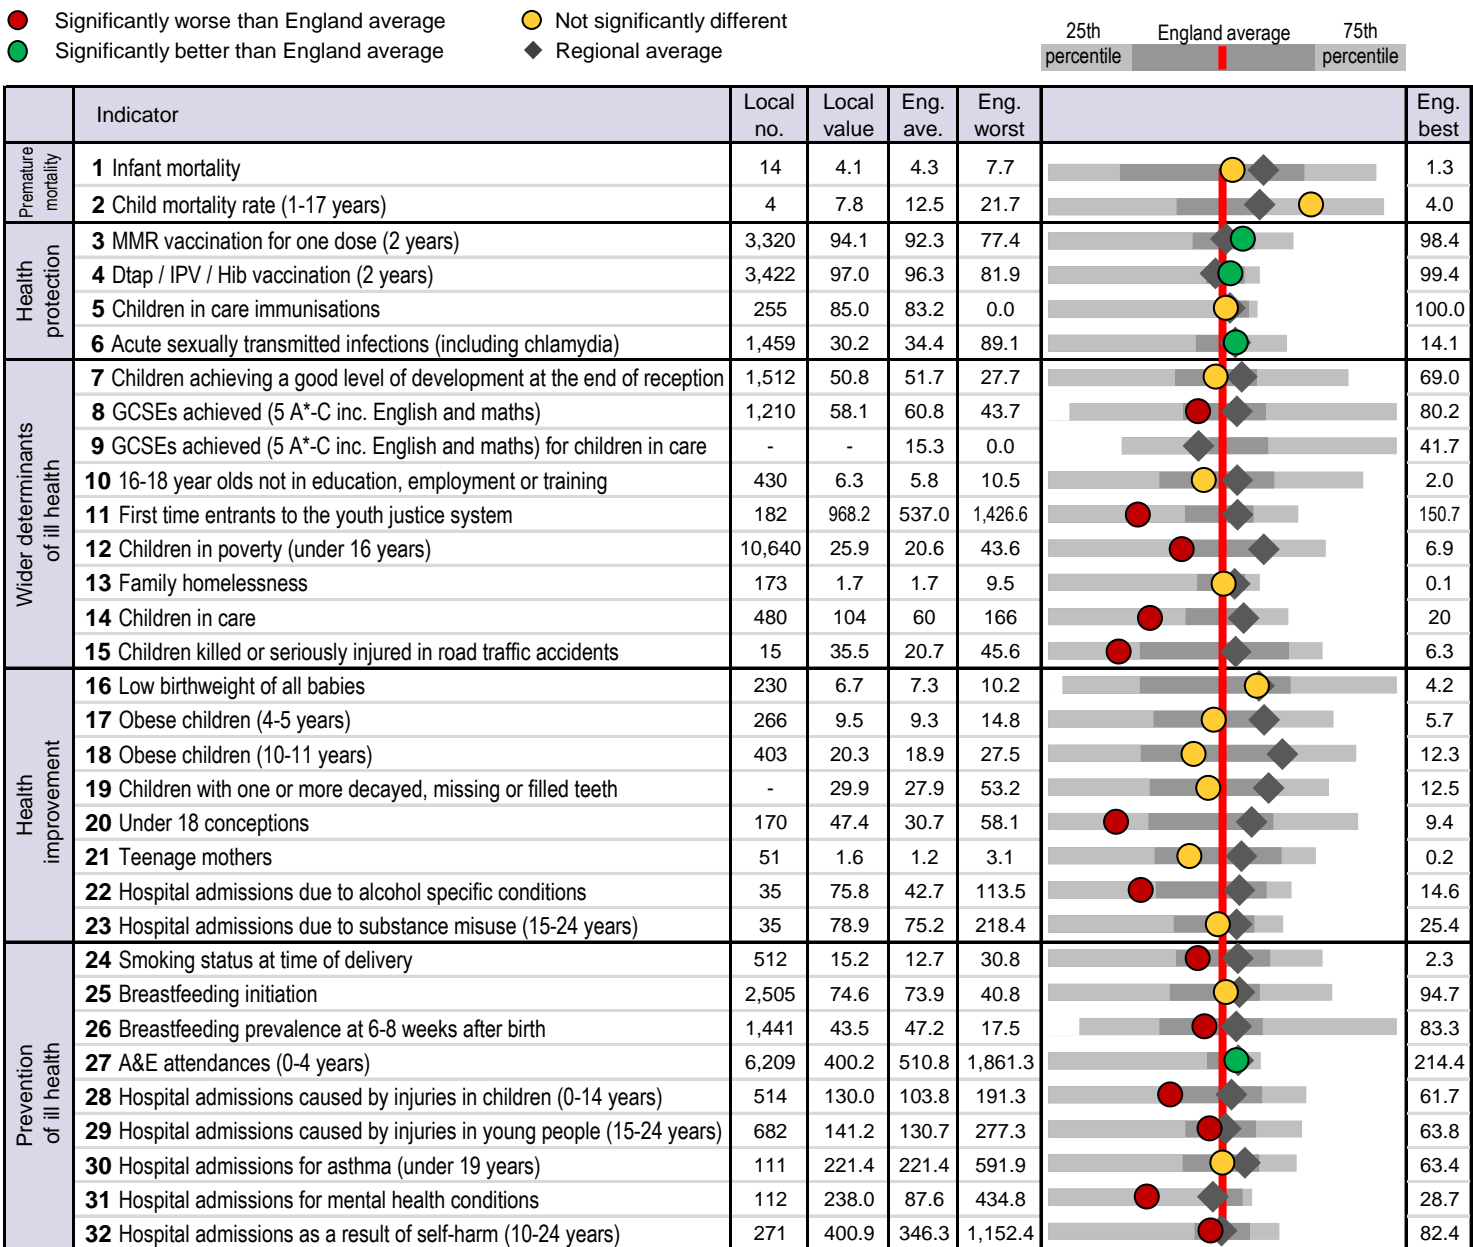 Significantly worse than England average
Not significantly different
Significantly better than England average
Regional average
25th percentile
England average
75th percentile
Indicator Local no. Local value Eng. ave. Eng. worst Eng. best
Premature mortality
1 Infant mortality 14 4.1 4.3 7.7 1.3
2 Child mortality rate (1-17 years) 4 7.8 12.5 21.7 4.0
Health protection
3 MMR vaccination for one dose (2 years) 3,320 94.1 92.3 77.4 98.4
4 Dtap / IPV / Hib vaccination (2 years) 3,422 97.0 96.3 81.9 99.4
5 Children in care immunisations 255 85.0 83.2 0.0 100.0
6 Acute sexually transmitted infections (including chlamydia) 1,459 30.2 34.4 89.1 14.1
Wider determinants of ill health
7 Children achieving a good level of development at the end of reception 1,512 50.8 51.7 27.7 69.0
8 GCSEs achieved (5 A*-C inc. English and maths) 1,210 58.1 60.8 43.7 80.2
9 GCSEs achieved (5 A*-C inc. English and maths) for children in care - - 15.3 0.0 41.7
10 16-18 year olds not in education, employment or training 430 6.3 5.8 10.5 2.0
11 First time entrants to the youth justice system 182 968.2 537.0 1,426.6 150.7
12 Children in poverty (under 16 years) 10,640 25.9 20.6 43.6 6.9
13 Family homelessness 173 1.7 1.7 9.5 0.1
14 Children in care 480 104 60 166 20
15 Children killed or seriously injured in road traffic accidents 15 35.5 20.7 45.6 6.3
Health improvement
16 Low birthweight of all babies 230 6.7 7.3 10.2 4.2
17 Obese children (4-5 years) 266 9.5 9.3 14.8 5.7
18 Obese children (10-11 years) 403 20.3 18.9 27.5 12.3
19 Children with one or more decayed, missing or filled teeth - 29.9 27.9 53.2 12.5
20 Under 18 conceptions 170 47.4 30.7 58.1 9.4
21 Teenage mothers 51 1.6 1.2 3.1 0.2
22 Hospital admissions due to alcohol specific conditions 35 75.8 42.7 113.5 14.6
23 Hospital admissions due to substance misuse (15-24 years) 35 78.9 75.2 218.4 25.4
Prevention of ill health
24 Smoking status at time of delivery 512 15.2 12.7 30.8 2.3
25 Breastfeeding initiation 2,505 74.6 73.9 40.8 94.7
26 Breastfeeding prevalence at 6-8 weeks after birth 1,441 43.5 47.2 17.5 83.3
27 A&E attendances (0-4 years) 6,209 400.2 510.8 1,861.3 214.4
28 Hospital admissions caused by injuries in children (0-14 years) 514 130.0 103.8 191.3 61.7
29 Hospital admissions caused by injuries in young people (15-24 years) 682 141.2 130.7 277.3 63.8
30 Hospital admissions for asthma (under 19 years) 111 221.4 221.4 591.9 63.4
31 Hospital admissions for mental health conditions 112 238.0 87.6 434.8 28.7
32 Hospital admissions as a result of self-harm (10-24 years) 271 400.9 346.3 1,152.4 82.4